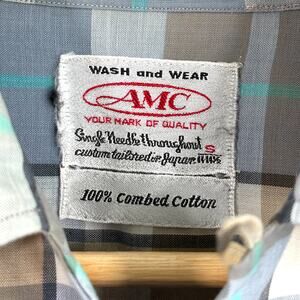 WASH and WEAR
AMC
YOUR MARK OF QUALITY
Single Needle throughout S
custom tailored in Japan
100% Combed Cotton